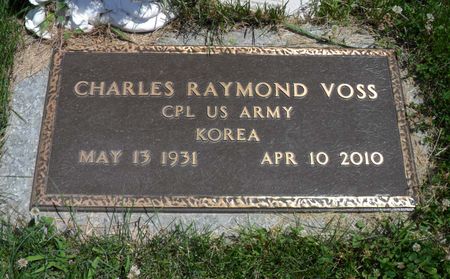 CHARLES RAYMOND VOSS
CPL US ARMY
KOREA
MAY 13 1931 APR 10 2010